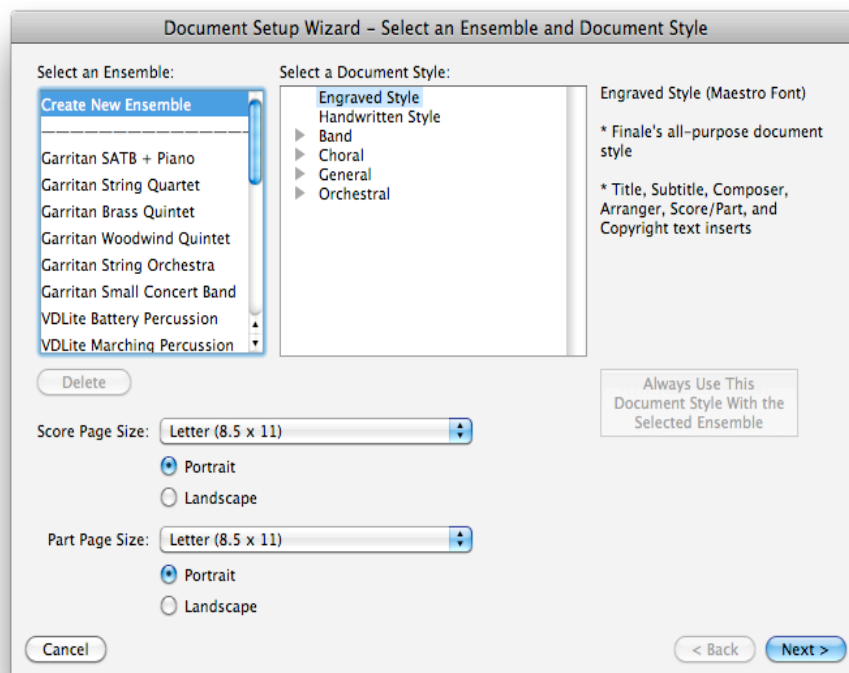 Document Setup Wizard – Select an Ensemble and Document Style
Select an Ensemble:
Create New Ensemble
————————————————
Garritan SATB + Piano
Garritan String Quartet
Garritan Brass Quintet
Garritan Woodwind Quintet
Garritan String Orchestra
Garritan Small Concert Band
VDLite Battery Percussion
VDLite Marching Percussion
Delete
Select a Document Style:
Engraved Style
Handwritten Style
Band
Choral
General
Orchestral
Engraved Style (Maestro Font)
* Finale's all-purpose document
style
* Title, Subtitle, Composer,
Arranger, Score/Part, and
Copyright text inserts
Always Use This
Document Style With the
Selected Ensemble
Score Page Size: Letter (8.5 x 11)
Portrait
Landscape
Part Page Size: Letter (8.5 x 11)
Portrait
Landscape
Cancel
< Back
Next >